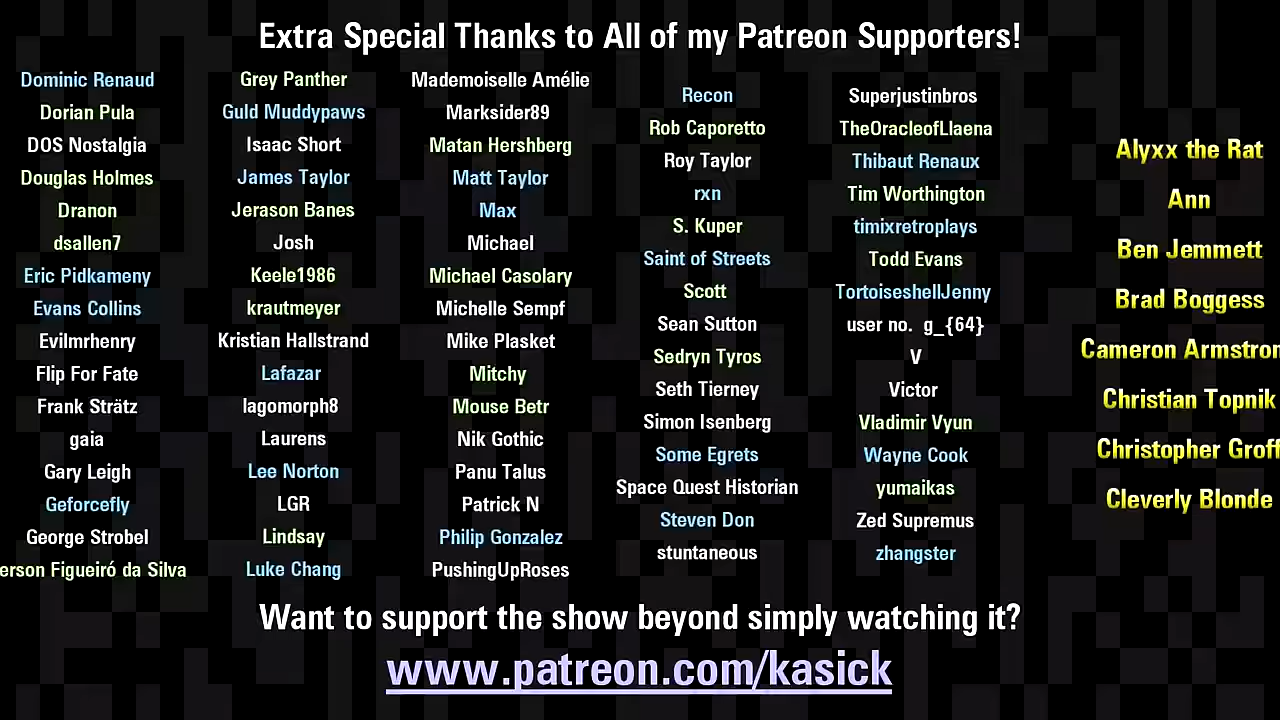 Extra Special Thanks to All of my Patreon Supporters!
Dominic Renaud
Dorian Pula
DOS Nostalgia
Douglas Holmes
Dranon
dsallen7
Eric Pidkameny
Evans Collins
Evilmrhenry
Flip For Fate
Frank Strätz
gaia
Gary Leigh
Geforcefly
George Strobel
erson Figueiró da Silva
Grey Panther
Guld Muddypaws
Isaac Short
James Taylor
Jerason Banes
Josh
Keele1986
krautmeyer
Kristian Hallstrand
Lafazar
lagomorph8
Laurens
Lee Norton
LGR
Lindsay
Luke Chang
Mademoiselle Amélie
Marksider89
Matan Hershberg
Matt Taylor
Max
Michael
Michael Casolary
Michelle Sempf
Mike Plasket
Mitchy
Mouse Betr
Nik Gothic
Panu Talus
Patrick N
Philip Gonzalez
PushingUpRoses
Recon
Rob Caporetto
Roy Taylor
rxn
S. Kuper
Saint of Streets
Scott
Sean Sutton
Sedryn Tyros
Seth Tierney
Simon Isenberg
Some Egrets
Space Quest Historian
Steven Don
stuntaneous
Superjustinbros
TheOracleofLlaena
Thibaut Renaux
Tim Worthington
timixretroplays
Todd Evans
TortoiseshellJenny
user no. g_{64}
V
Victor
Vladimir Vyun
Wayne Cook
yumaikas
Zed Supremus
zhangster
Alyxx the Rat
Ann
Ben Jemmett
Brad Boggess
Cameron Armstron
Christian Topnik
Christopher Groff
Cleverly Blonde
Want to support the show beyond simply watching it?
www.patreon.com/kasick